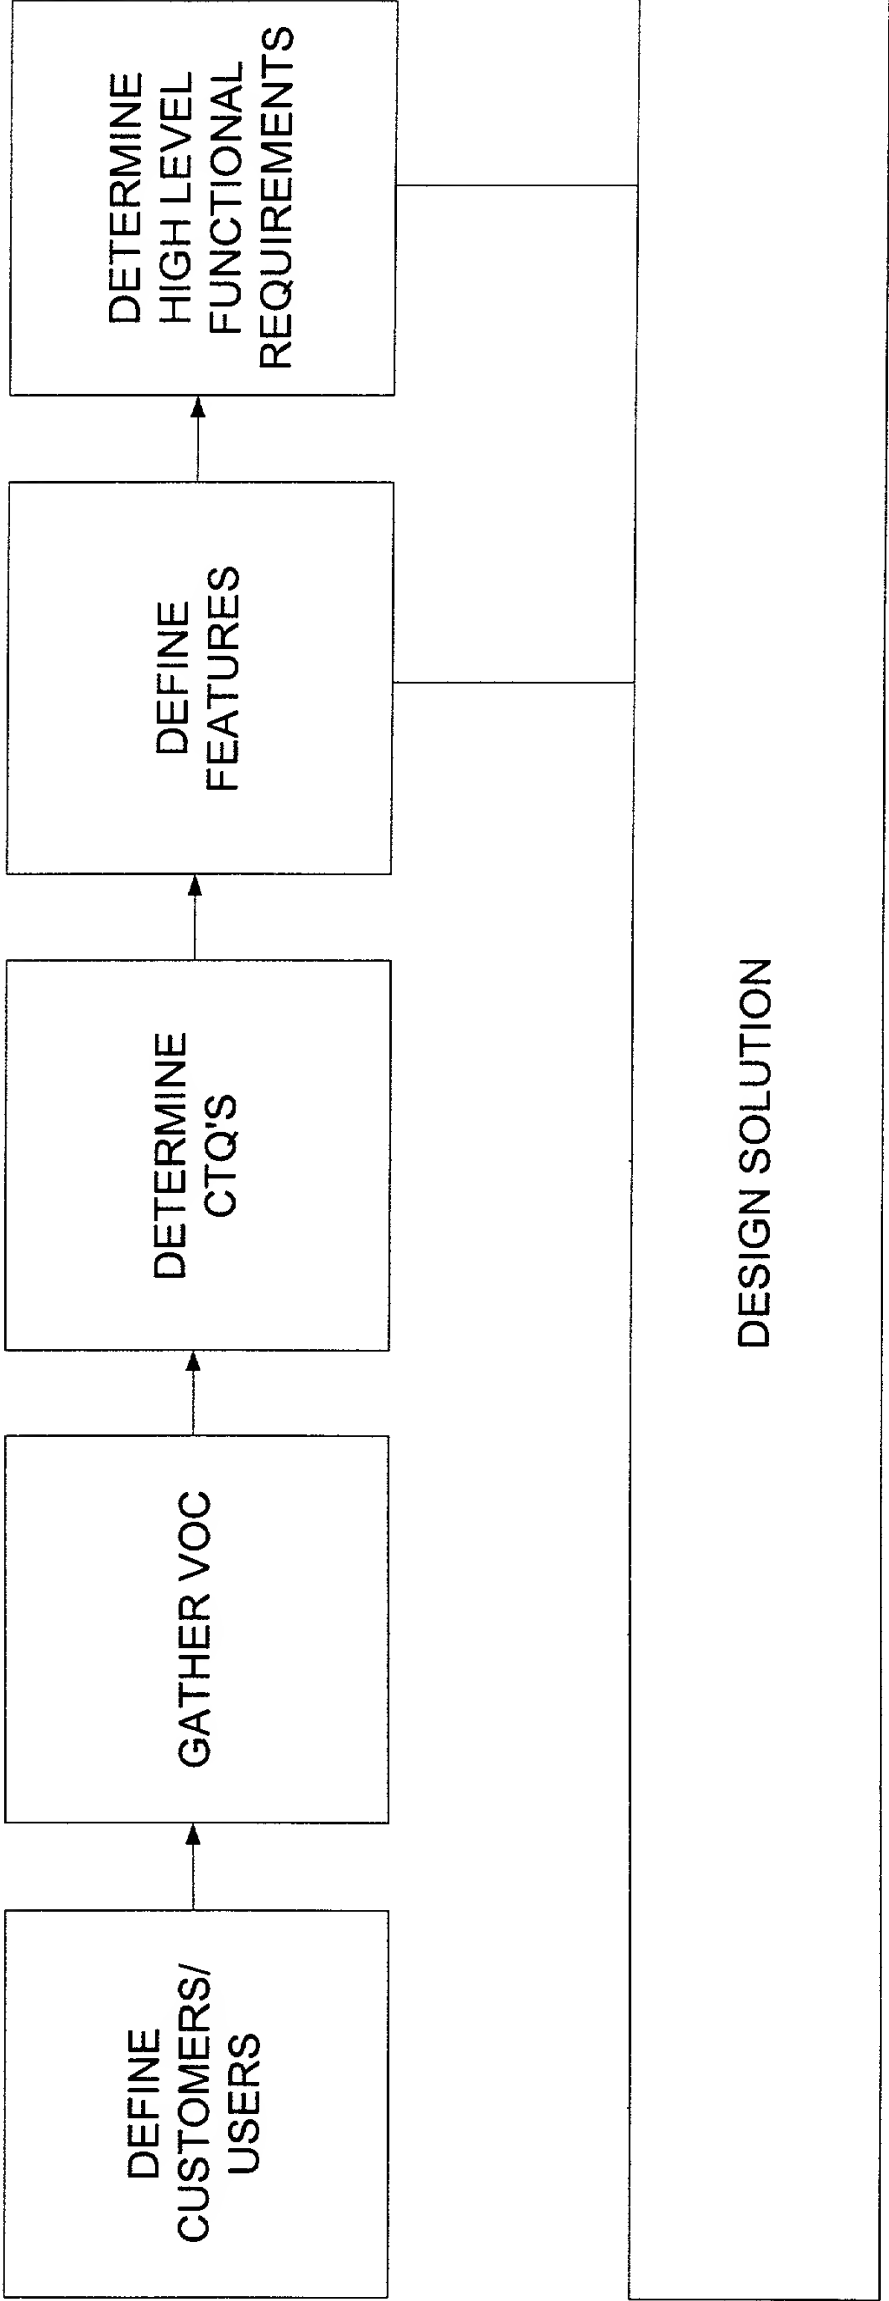 DEFINE
CUSTOMERS/
USERS
GATHER VOC
DETERMINE
CTQ'S
DEFINE
FEATURES
DETERMINE
HIGH LEVEL
FUNCTIONAL
REQUIREMENTS
DESIGN SOLUTION